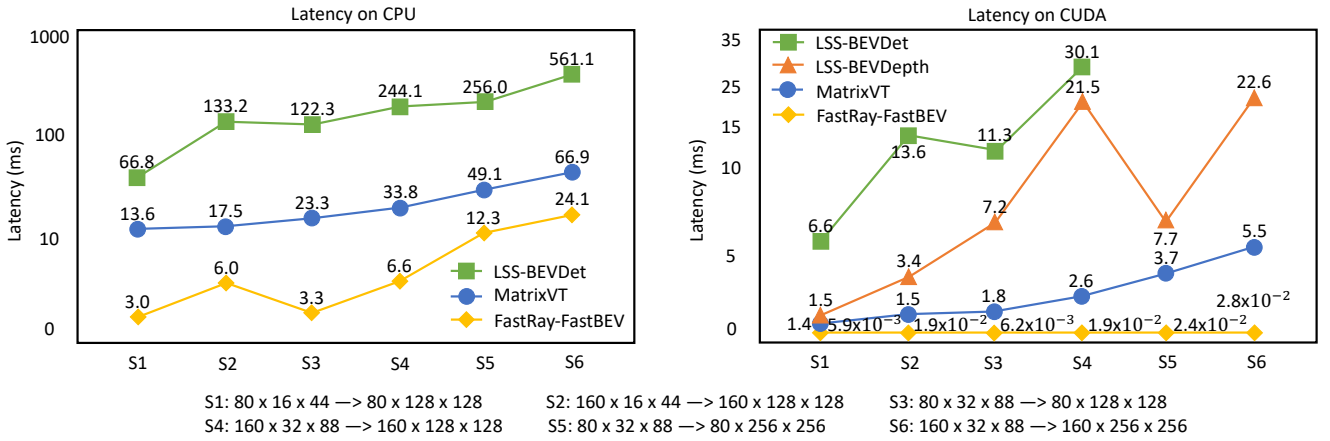 Latency on CPU
1000
100
10
0
Latency (ms)
66.8
133.2
122.3
244.1
256.0
561.1
13.6
17.5
23.3
33.8
49.1
66.9
3.0
6.0
3.3
6.6
12.3
24.1
LSS-BEVDet
MatrixVT
FastRay-FastBEV
S1 S2 S3 S4 S5 S6
Latency on CUDA
35
25
15
10
5
0
Latency (ms)
LSS-BEVDet
LSS-BEVDepth
MatrixVT
FastRay-FastBEV
6.6
13.6
11.3
30.1
1.5
3.4
7.2
21.5
7.7
22.6
1.4
1.5
1.8
2.6
3.7
5.5
5.9x10⁻³
1.9x10⁻²
6.2x10⁻³
1.9x10⁻²
2.4x10⁻²
2.8x10⁻²
S1 S2 S3 S4 S5 S6
S1: 80 x 16 x 44 —> 80 x 128 x 128 S2: 160 x 16 x 44 —> 160 x 128 x 128 S3: 80 x 32 x 88 —> 80 x 128 x 128
S4: 160 x 32 x 88 —> 160 x 128 x 128 S5: 80 x 32 x 88 —> 80 x 256 x 256 S6: 160 x 32 x 88 —> 160 x 256 x 256